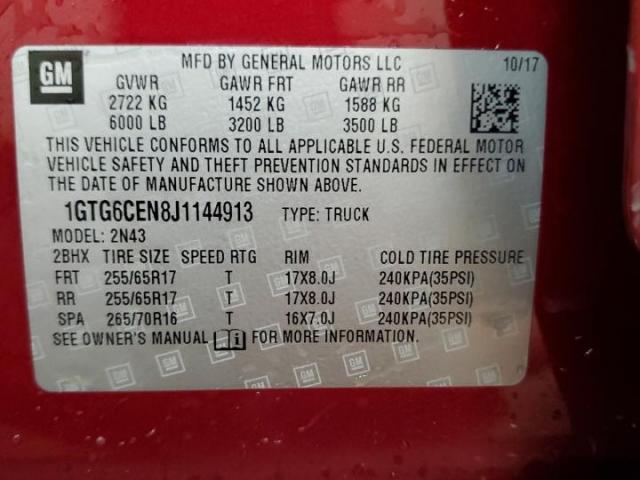 GM
MFD BY GENERAL MOTORS LLC 10/17
GVWR GAWR FRT GAWR RR
2722 KG 1452 KG 1588 KG
6000 LB 3200 LB 3500 LB
THIS VEHICLE CONFORMS TO ALL APPLICABLE U.S. FEDERAL MOTOR
VEHICLE SAFETY AND THEFT PREVENTION STANDARDS IN EFFECT ON
THE DATE OF MANUFACTURE SHOWN ABOVE.
1GTG6CEN8J1144913 TYPE: TRUCK
MODEL: 2N43
2BHX TIRE SIZE SPEED RTG RIM COLD TIRE PRESSURE
FRT 255/65R17 T 17X8.0J 240KPA(35PSI)
RR 255/65R17 T 17X8.0J 240KPA(35PSI)
SPA 265/70R16 T 16X7.0J 240KPA(35PSI)
SEE OWNER'S MANUAL FOR MORE INFORMATION.